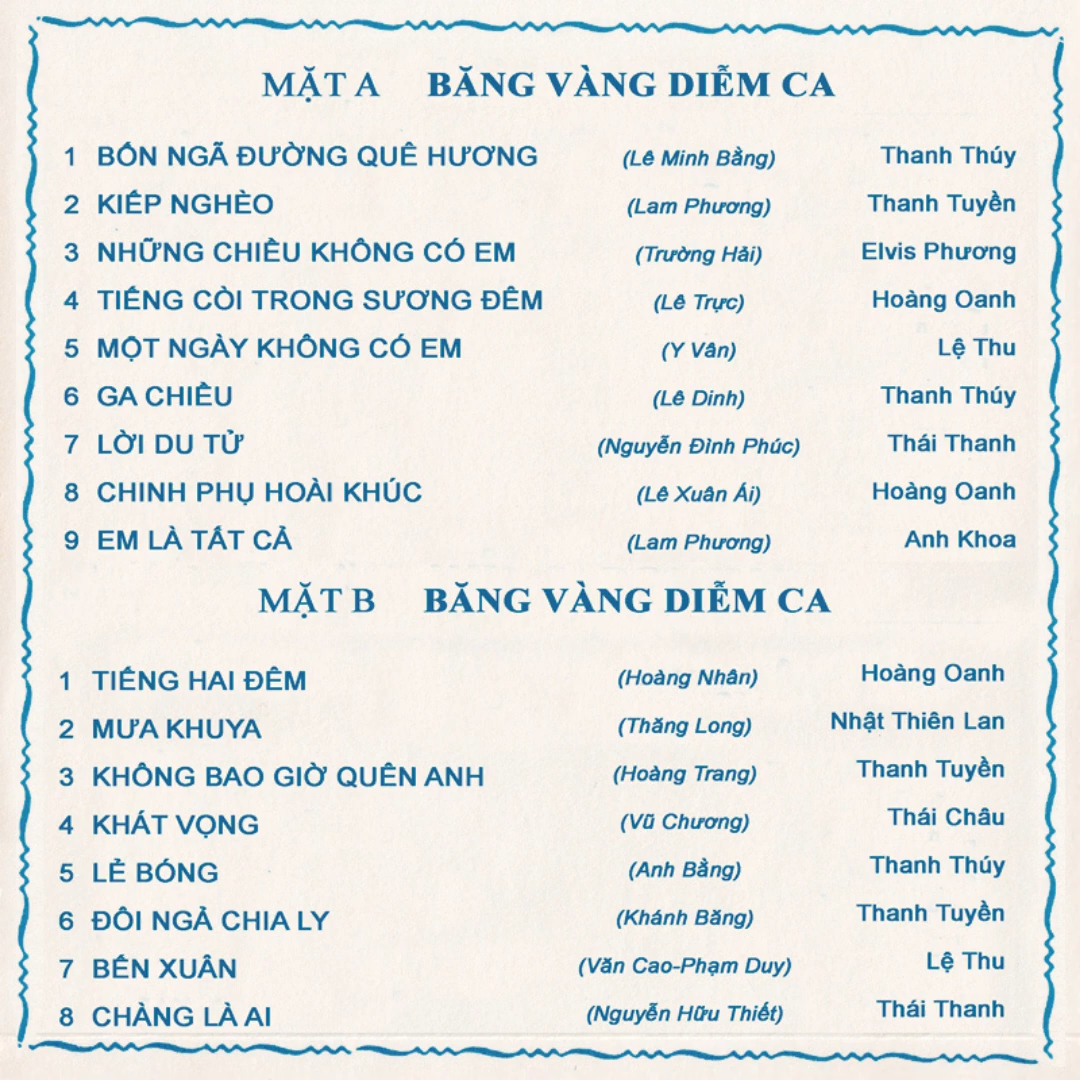 MẶT A BĂNG VÀNG DIỄM CA
1 BỐN NGÃ ĐƯỜNG QUÊ HƯƠNG (Lê Minh Bằng) Thanh Thúy
2 KIẾP NGHÈO (Lam Phương) Thanh Tuyền
3 NHỮNG CHIỀU KHÔNG CÓ EM (Trường Hải) Elvis Phương
4 TIẾNG CÒI TRONG SƯƠNG ĐÊM (Lê Trực) Hoàng Oanh
5 MỘT NGÀY KHÔNG CÓ EM (Y Vân) Lệ Thu
6 GA CHIỀU (Lê Dinh) Thanh Thúy
7 LỜI DU TỬ (Nguyễn Đình Phúc) Thái Thanh
8 CHINH PHỤ HOÀI KHÚC (Lê Xuân Ái) Hoàng Oanh
9 EM LÀ TẤT CẢ (Lam Phương) Anh Khoa
MẶT B BĂNG VÀNG DIỄM CA
1 TIẾNG HAI ĐÊM (Hoàng Nhân) Hoàng Oanh
2 MƯA KHUYA (Thăng Long) Nhật Thiên Lan
3 KHÔNG BAO GIỜ QUÊN ANH (Hoàng Trang) Thanh Tuyền
4 KHÁT VỌNG (Vũ Chương) Thái Châu
5 LẺ BÓNG (Anh Bằng) Thanh Thúy
6 ĐÔI NGẢ CHIA LY (Khánh Băng) Thanh Tuyền
7 BẾN XUÂN (Văn Cao-Phạm Duy) Lệ Thu
8 CHÀNG LÀ AI (Nguyễn Hữu Thiết) Thái Thanh